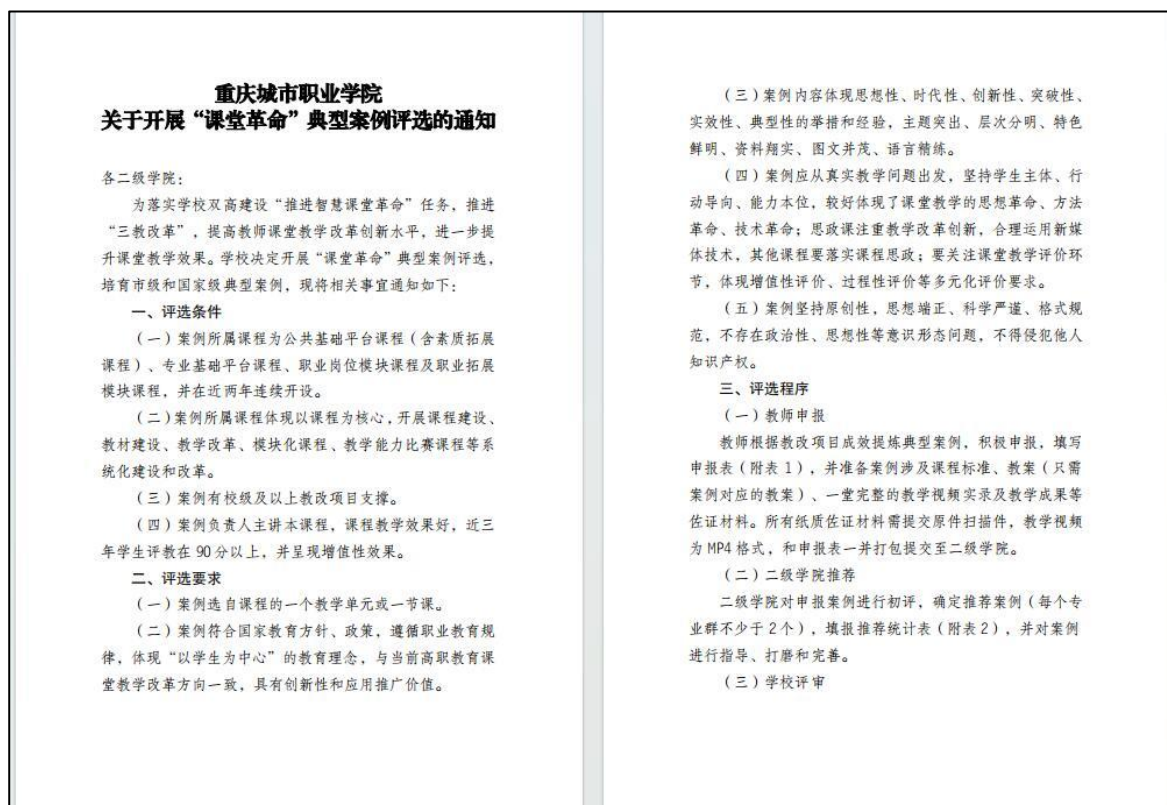 重庆城市职业学院
关于开展“课堂革命”典型案例评选的通知
各二级学院：
为落实学校双高建设“推进智慧课堂革命”任务，推进
“三教改革”，提高教师课堂教学改革创新水平，进一步提
升课堂教学效果。学校决定开展“课堂革命”典型案例评选，
培育市级和国家级典型案例，现将相关事宜通知如下：
一、评选条件
（一）案例所属课程为公共基础平台课程（含素质拓展
课程）、专业基础平台课程、职业岗位模块课程及职业拓展
模块课程，并在近两年连续开设。
（二）案例所属课程体现以课程为核心，开展课程建设、
教材建设、教学改革、模块化课程、教学能力比赛课程等系
统化建设和改革。
（三）案例有校级及以上教改项目支撑。
（四）案例负责人主讲本课程，课程教学效果好，近三
年学生评教在90分以上，并呈现增值性效果。
二、评选要求
（一）案例选自课程的一个教学单元或一节课。
（二）案例符合国家教育方针、政策，遵循职业教育规
律，体现“以学生为中心”的教育理念，与当前高职教育课
堂教学改革方向一致，具有创新性和应用推广价值。
（三）案例内容体现思想性、时代性、创新性、突破性、
实效性、典型性的举措和经验，主题突出、层次分明、特色
鲜明、资料翔实、图文并茂、语言精练。
（四）案例应从真实教学问题出发，坚持学生主体、行
动导向、能力本位，较好体现了课堂教学的思想革命、方法
革命、技术革命；思政课注重教学改革创新，合理运用新媒
体技术，其他课程要落实课程思政；要关注课堂教学评价环
节，体现增值性评价、过程性评价等多元化评价要求。
（五）案例坚持原创性，思想端正、科学严谨、格式规
范，不存在政治性、思想性等意识形态问题，不得侵犯他人
知识产权。
三、评选程序
（一）教师申报
教师根据教改项目成效提炼典型案例，积极申报，填写
申报表（附表1），并准备案例涉及课程标准、教案（只需
案例对应的教案）、一堂完整的教学视频实录及教学成果等
佐证材料。所有纸质佐证材料需提交原件扫描件，教学视频
为MP4格式，和申报表一并打包提交至二级学院。
（二）二级学院推荐
二级学院对申报案例进行初评，确定推荐案例（每个专
业群不少于2个），填报推荐统计表（附表2），并对案例
进行指导、打磨和完善。
（三）学校评审